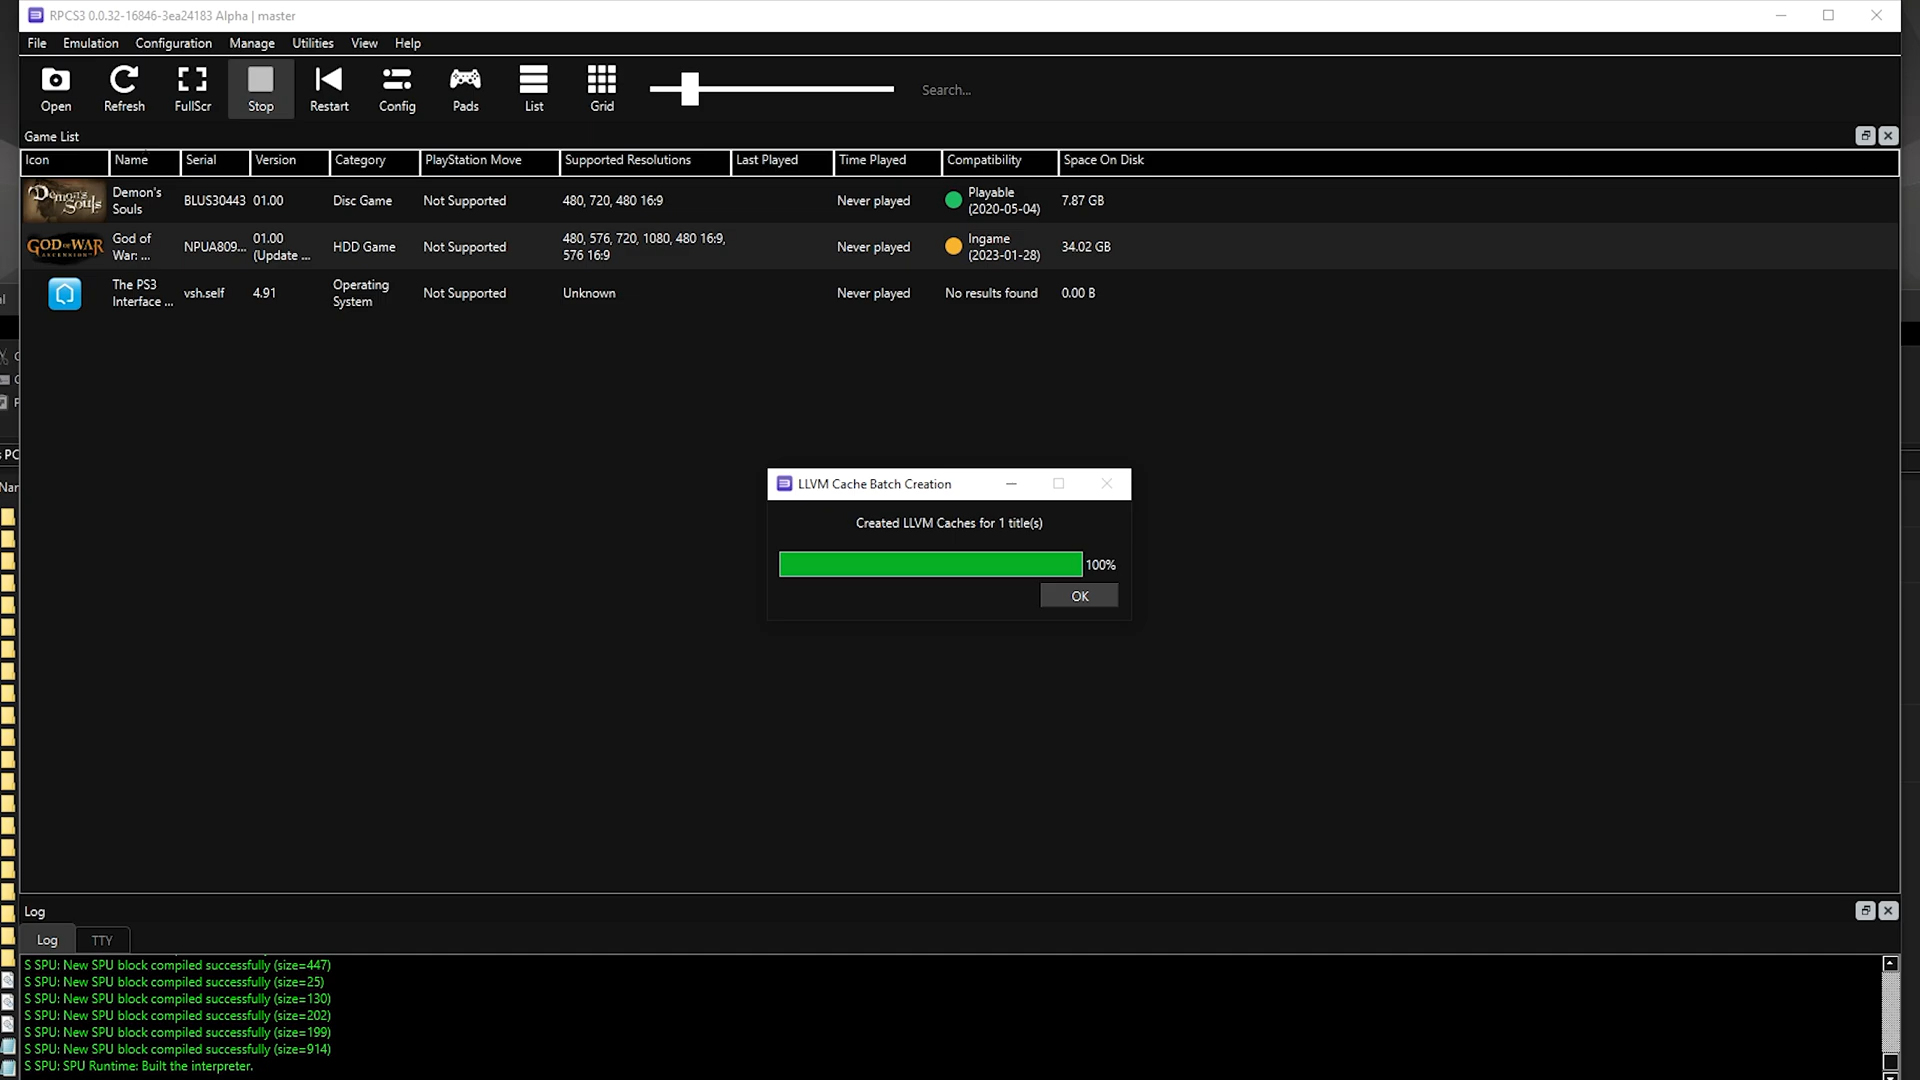 RPCS3 0.0.32-16846-3ea24183 Alpha | master
File Emulation Configuration Manage Utilities View Help
Open Refresh FullScr Stop Restart Config Pads List Grid Search...
Game List
Icon Name Serial Version Category PlayStation Move Supported Resolutions Last Played Time Played Compatibility Space On Disk
Demon's Souls Demon's Souls BLUS30443 01.00 Disc Game Not Supported 480, 720, 480 16:9 Never played Playable (2020-05-04) 7.87 GB
GOD OF WAR ASCENSION God of War: ... NPUA809... 01.00 (Update ... HDD Game Not Supported 480, 576, 720, 1080, 480 16:9, 576 16:9 Never played Ingame (2023-01-28) 34.02 GB
The PS3 Interface ... vsh.self 4.91 Operating System Not Supported Unknown Never played No results found 0.00 B
LLVM Cache Batch Creation
Created LLVM Caches for 1 title(s)
100%
OK
Log
Log TTY
S SPU: New SPU block compiled successfully (size=447)
S SPU: New SPU block compiled successfully (size=25)
S SPU: New SPU block compiled successfully (size=130)
S SPU: New SPU block compiled successfully (size=202)
S SPU: New SPU block compiled successfully (size=199)
S SPU: New SPU block compiled successfully (size=914)
S SPU: SPU Runtime: Built the interpreter.